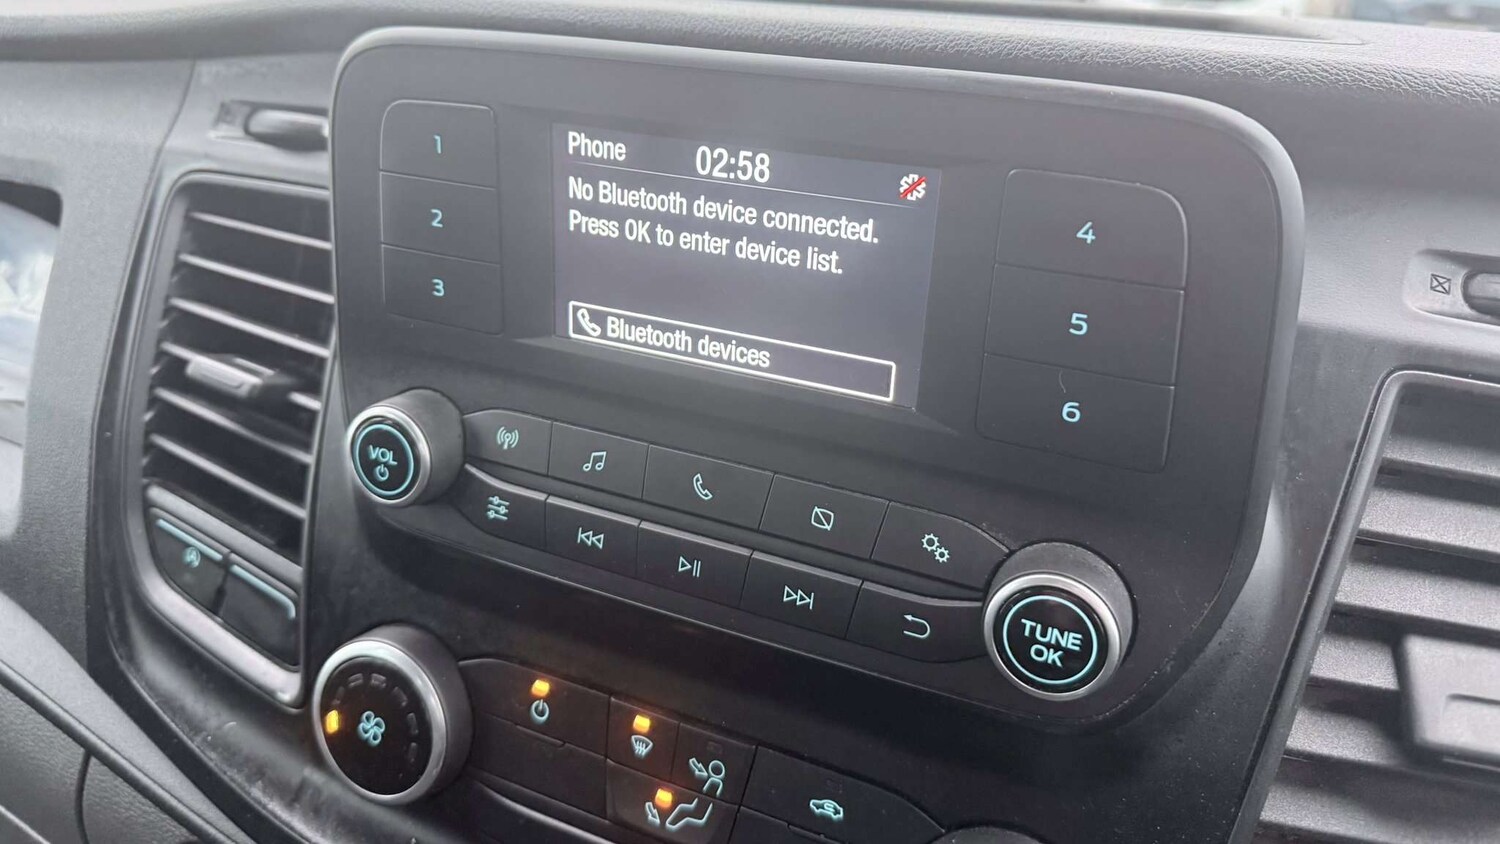 Phone 02:58
No Bluetooth device connected.
Press OK to enter device list.
Bluetooth devices
1
2
3
4
5
6
VOL
TUNE
OK